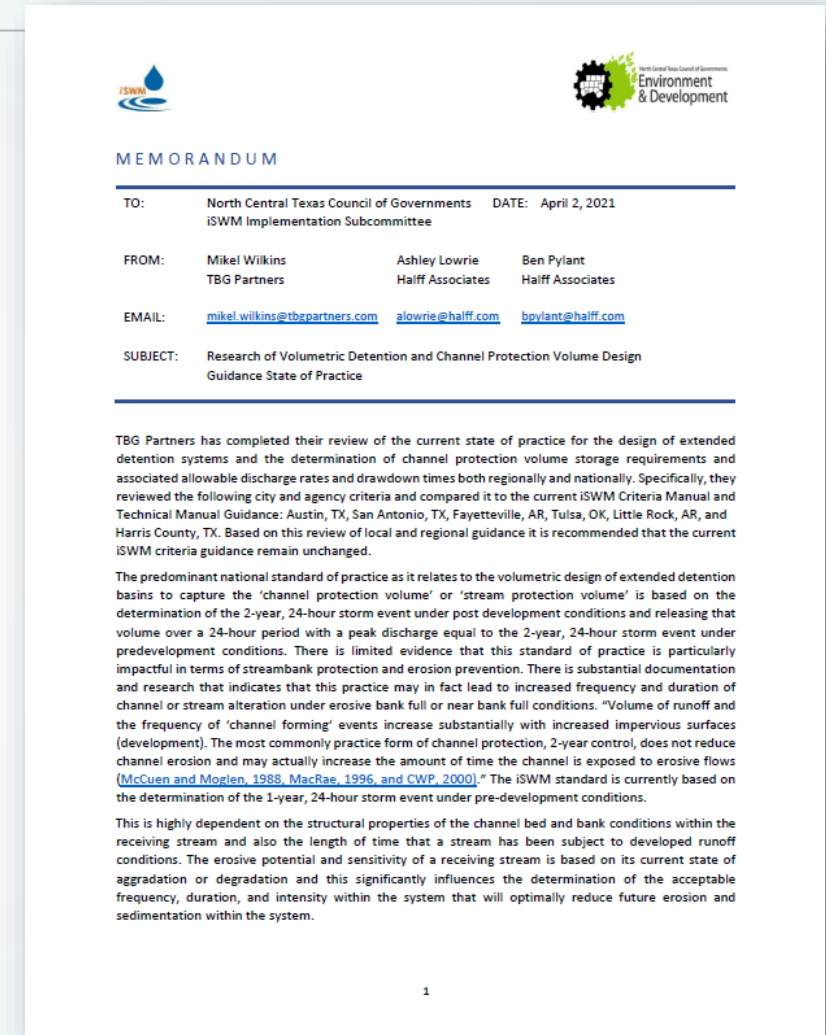 iSWM
North Central Texas Council of Governments
Environment
& Development
MEMORANDUM
TO: North Central Texas Council of Governments DATE: April 2, 2021
iSWM Implementation Subcommittee
FROM: Mikel Wilkins Ashley Lowrie Ben Pylant
TBG Partners Halff Associates Halff Associates
EMAIL: mikel.wilkins@tbgpartners.com alowrie@halff.com bpylant@halff.com
SUBJECT: Research of Volumetric Detention and Channel Protection Volume Design
Guidance State of Practice
TBG Partners has completed their review of the current state of practice for the design of extended
detention systems and the determination of channel protection volume storage requirements and
associated allowable discharge rates and drawdown times both regionally and nationally. Specifically, they
reviewed the following city and agency criteria and compared it to the current iSWM Criteria Manual and
Technical Manual Guidance: Austin, TX, San Antonio, TX, Fayetteville, AR, Tulsa, OK, Little Rock, AR, and
Harris County, TX. Based on this review of local and regional guidance it is recommended that the current
iSWM criteria guidance remain unchanged.
The predominant national standard of practice as it relates to the volumetric design of extended detention
basins to capture the ‘channel protection volume’ or ‘stream protection volume’ is based on the
determination of the 2-year, 24-hour storm event under post development conditions and releasing that
volume over a 24-hour period with a peak discharge equal to the 2-year, 24-hour storm event under
predevelopment conditions. There is limited evidence that this standard of practice is particularly
impactful in terms of streambank protection and erosion prevention. There is substantial documentation
and research that indicates that this practice may in fact lead to increased frequency and duration of
channel or stream alteration under erosive bank full or near bank full conditions. “Volume of runoff and
the frequency of ‘channel forming’ events increase substantially with increased impervious surfaces
(development). The most commonly practice form of channel protection, 2-year control, does not reduce
channel erosion and may actually increase the amount of time the channel is exposed to erosive flows
(McCuen and Moglen, 1988, MacRae, 1996, and CWP, 2000).” The iSWM standard is currently based on
the determination of the 1-year, 24-hour storm event under pre-development conditions.
This is highly dependent on the structural properties of the channel bed and bank conditions within the
receiving stream and also the length of time that a stream has been subject to developed runoff
conditions. The erosive potential and sensitivity of a receiving stream is based on its current state of
aggradation or degradation and this significantly influences the determination of the acceptable
frequency, duration, and intensity within the system that will optimally reduce future erosion and
sedimentation within the system.
1